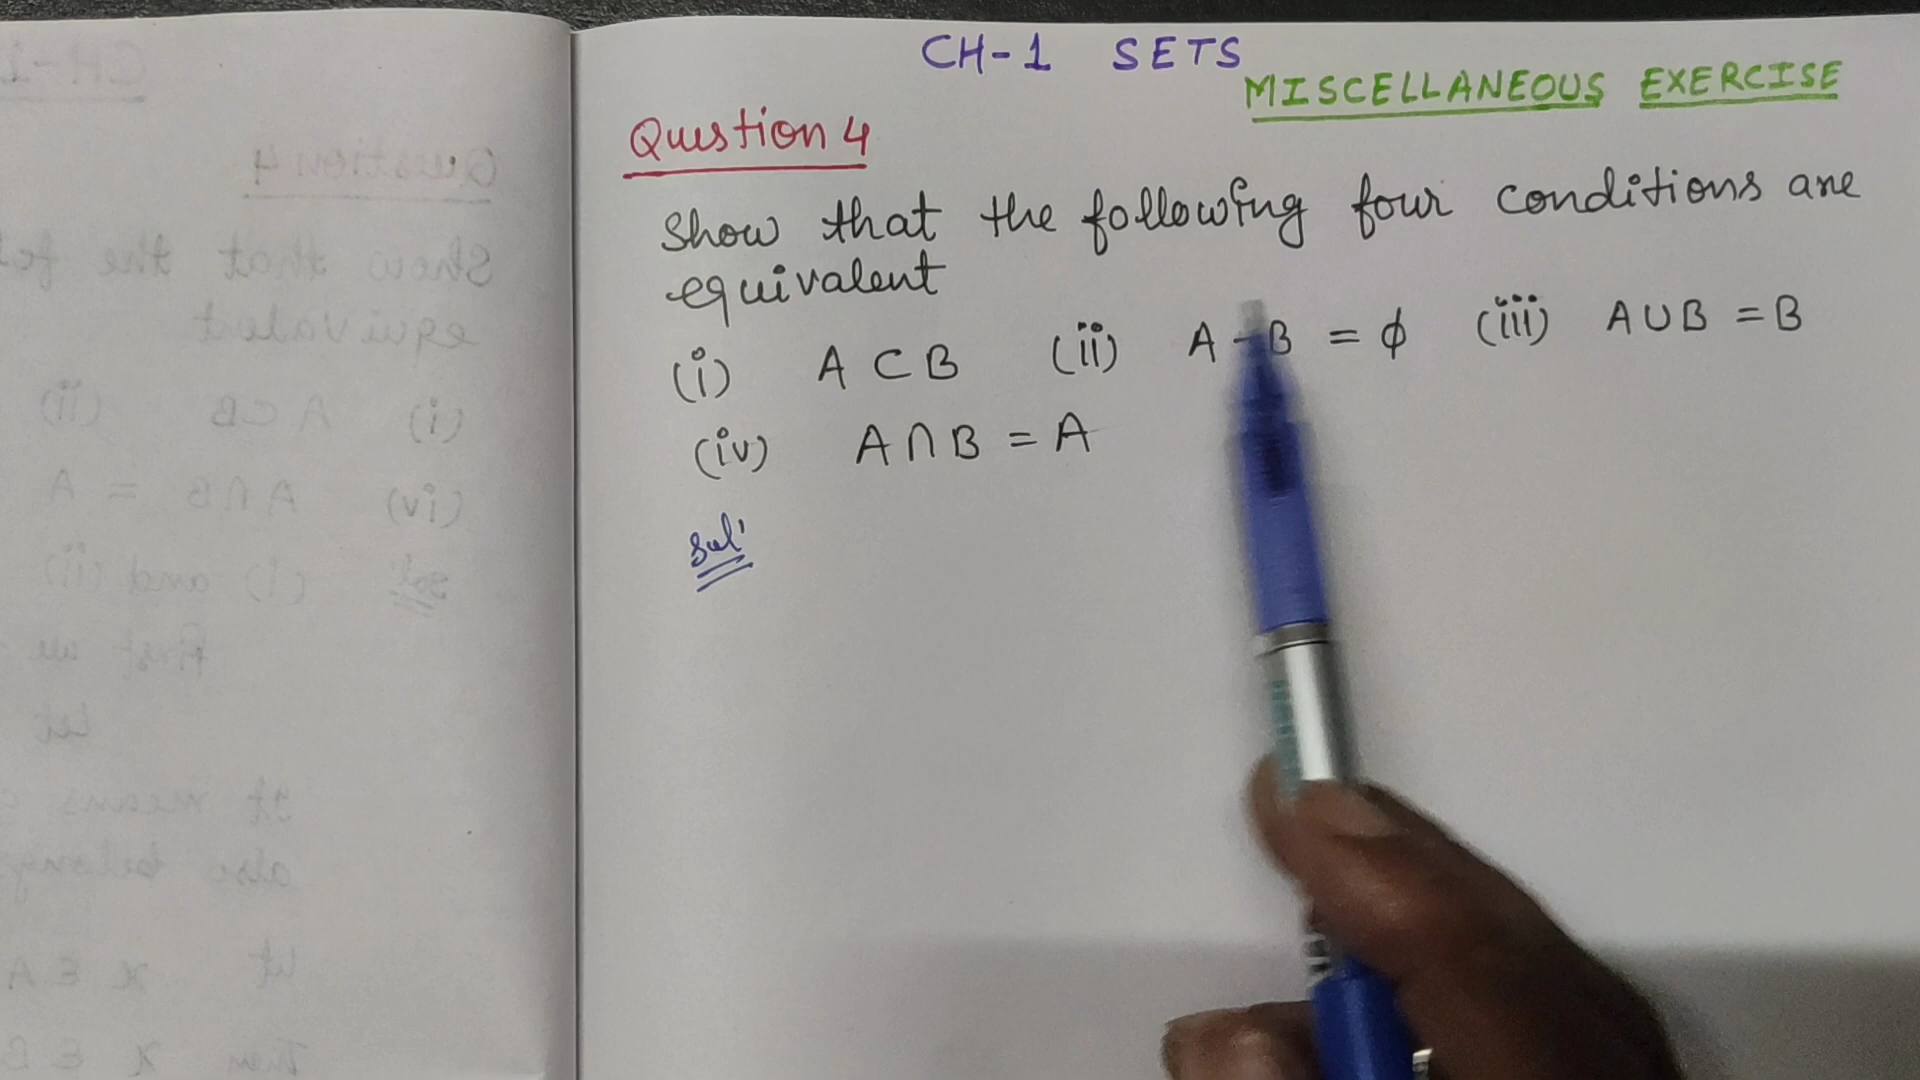 CH-1 SETS
MISCELLANEOUS EXERCISE
Question 4
Show that the following four conditions are
equivalent
(i) A ⊂ B (ii) A - B = ϕ (iii) A ∪ B = B
(iv) A ∩ B = A
Sol'